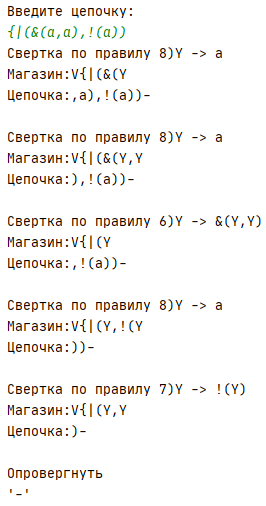 Введите цепочку:
{|(&(a,a),!(a))
Свертка по правилу 8)Y -> a
Магазин:V{|(&(Y
Цепочка:,a),!(a))-
Свертка по правилу 8)Y -> a
Магазин:V{|(&(Y,Y
Цепочка:),!(a))-
Свертка по правилу 6)Y -> &(Y,Y)
Магазин:V{|(Y
Цепочка:,!(a))-
Свертка по правилу 8)Y -> a
Магазин:V{|(Y,!(Y
Цепочка:))-
Свертка по правилу 7)Y -> !(Y)
Магазин:V{|(Y,Y
Цепочка:)-
Опровергнуть
'-'